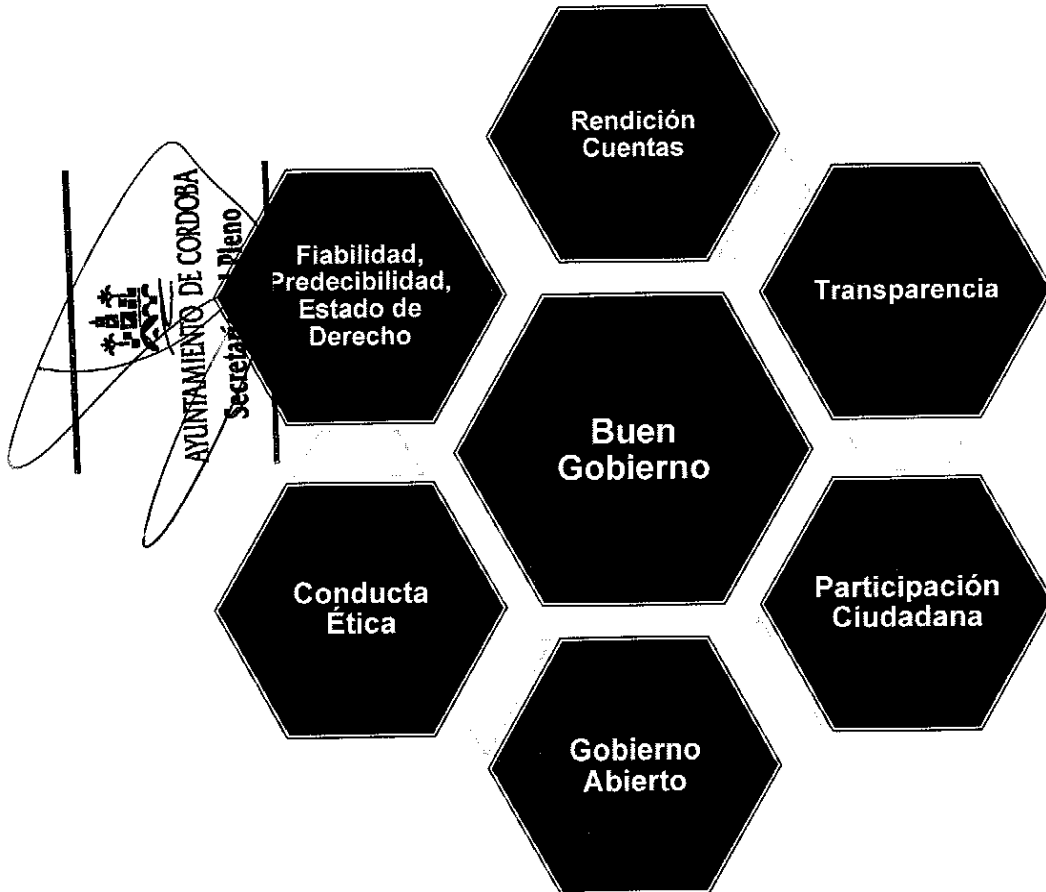 Rendición
Cuentas
Transparencia
Participación
Ciudadana
Gobierno
Abierto
Conducta
Ética
Fiabilidad,
Predecibilidad,
Estado de
Derecho
Buen
Gobierno
AYUNTAMIENTO DE CORDOBA
Pleno